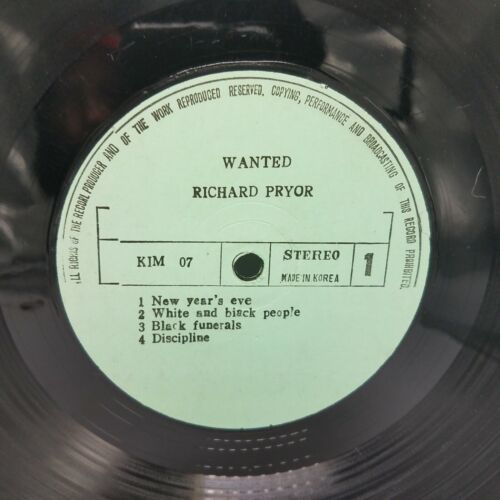 ALL RIGHTS OF THE RECORD PRODUCER AND OF THE WORK REPRODUCED RESERVED. COPYING, PERFORMANCE AND BROADCASTING OF THIS RECORD PROHIBITED.
WANTED
RICHARD PRYOR
KIM 07
STEREO
MADE IN KOREA
1
1 New year's eve
2 White and black people
3 Black funerals
4 Discipline